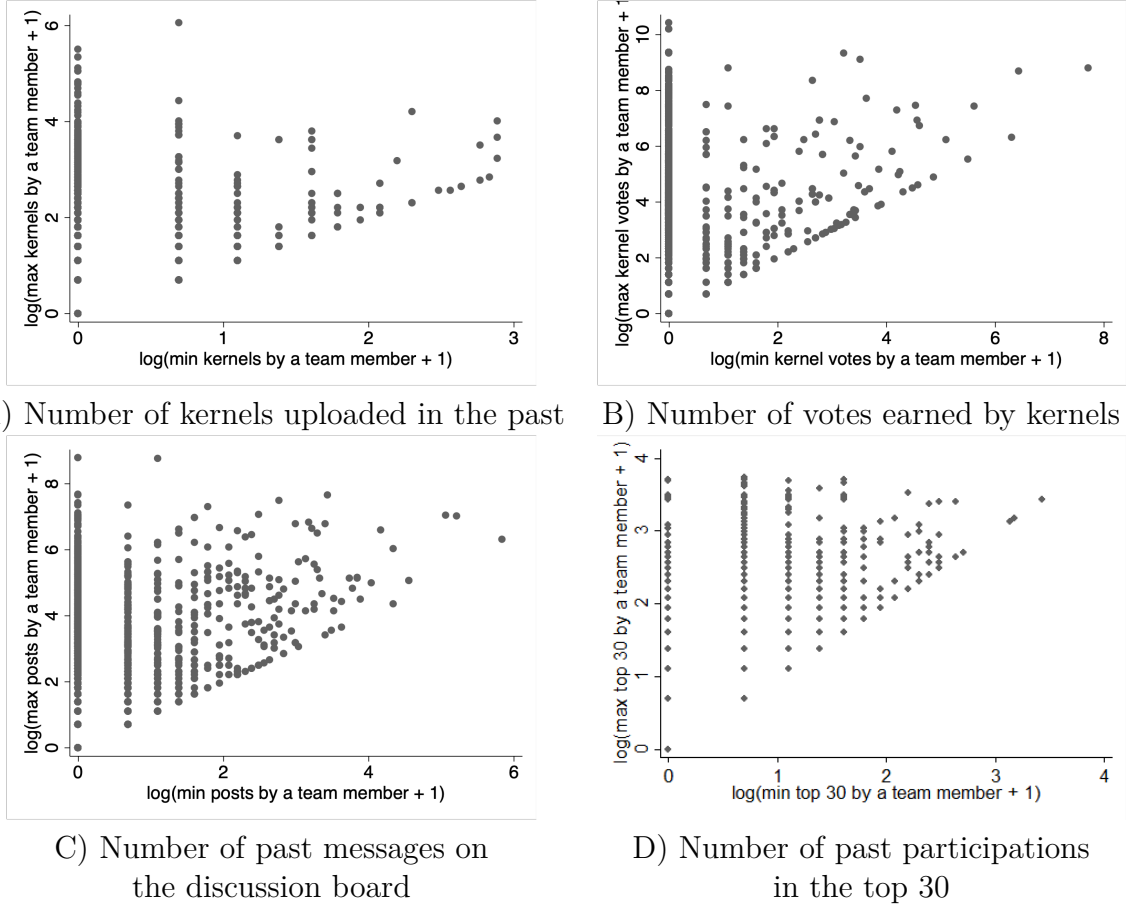 log(max kernels by a team member + 1)
6
4
2
0
0 1 2 3
log(min kernels by a team member + 1)
) Number of kernels uploaded in the past
log(max kernel votes by a team member + 1)
10
8
6
4
2
0
0 2 4 6 8
log(min kernel votes by a team member + 1)
B) Number of votes earned by kernels
log(max posts by a team member + 1)
8
6
4
2
0
0 2 4 6
log(min posts by a team member + 1)
C) Number of past messages on
the discussion board
log(max top 30 by a team member + 1)
4
3
2
1
0
0 1 2 3 4
log(min top 30 by a team member + 1)
D) Number of past participations
in the top 30